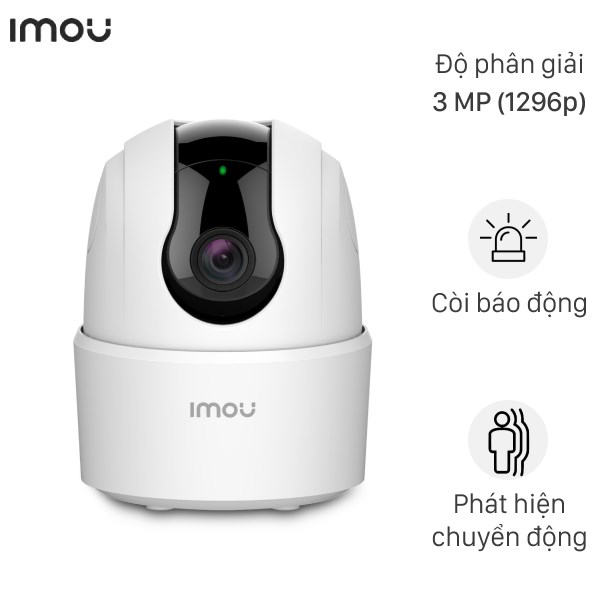 imou
Độ phân giải
3 MP (1296p)
Còi báo động
imou
Phát hiện
chuyển động